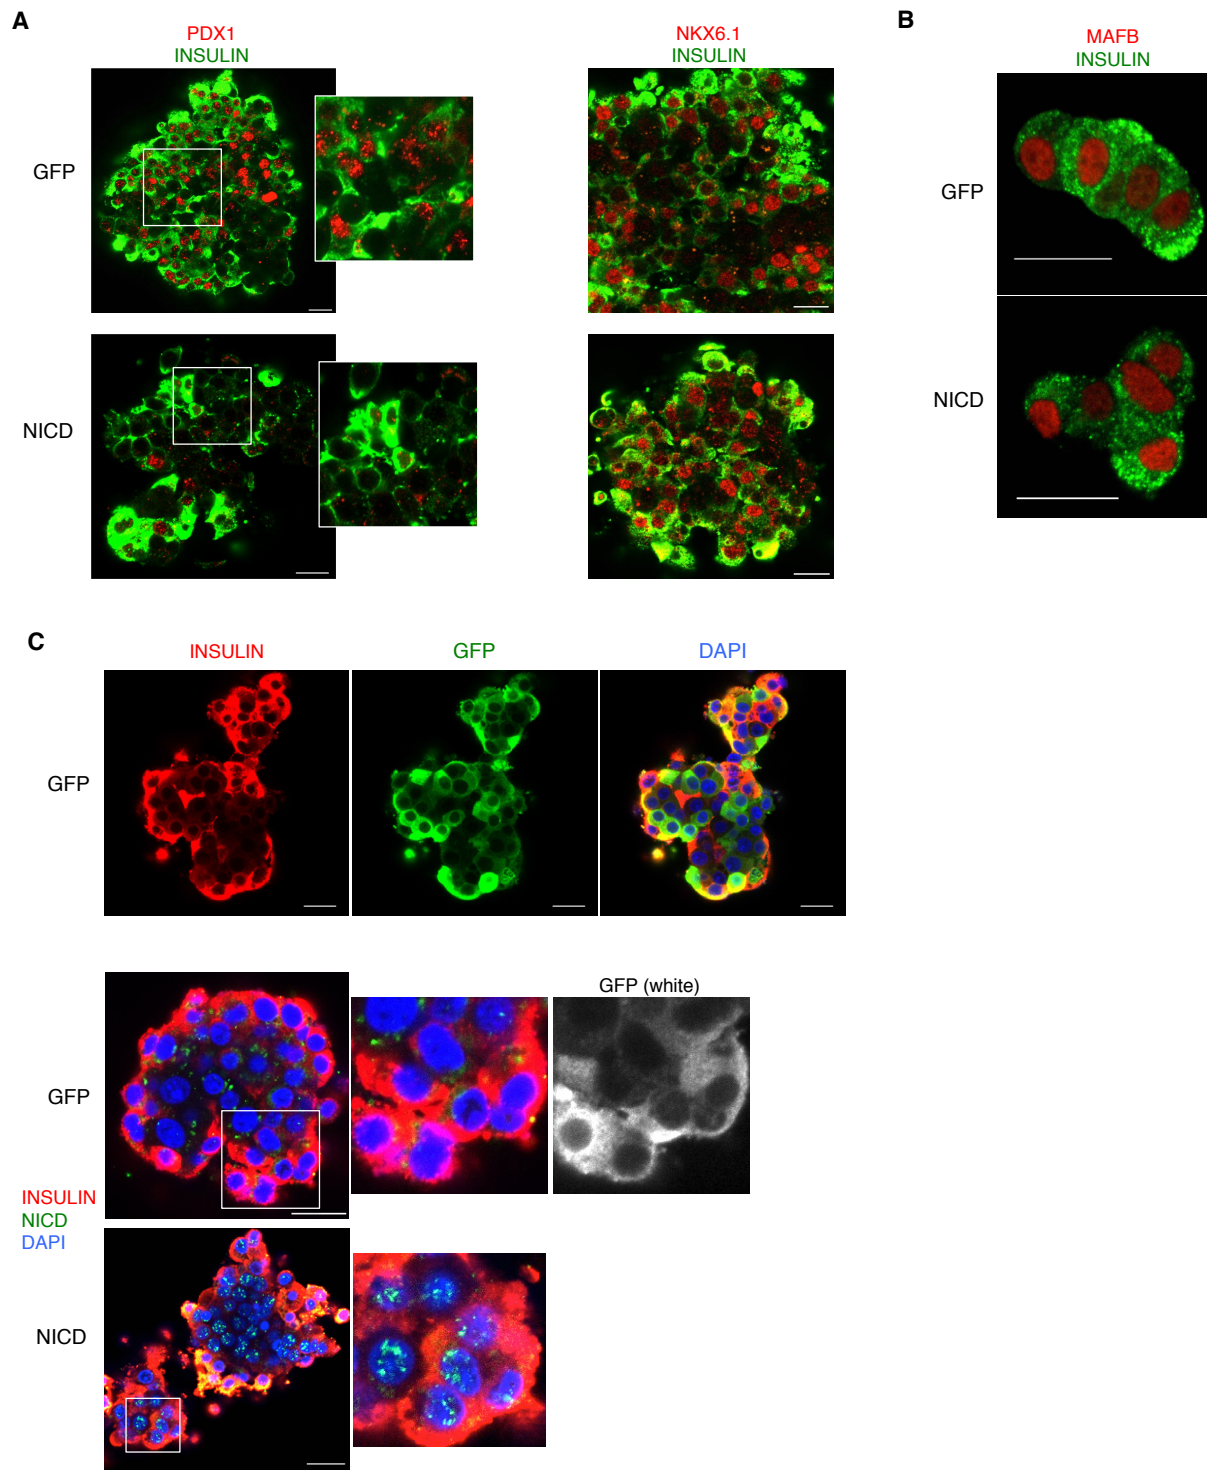 A
PDX1
INSULIN
NKX6.1
INSULIN
GFP
NICD
B
MAFB
INSULIN
GFP
NICD
C
INSULIN
GFP
DAPI
GFP
GFP (white)
GFP
INSULIN
NICD
DAPI
NICD